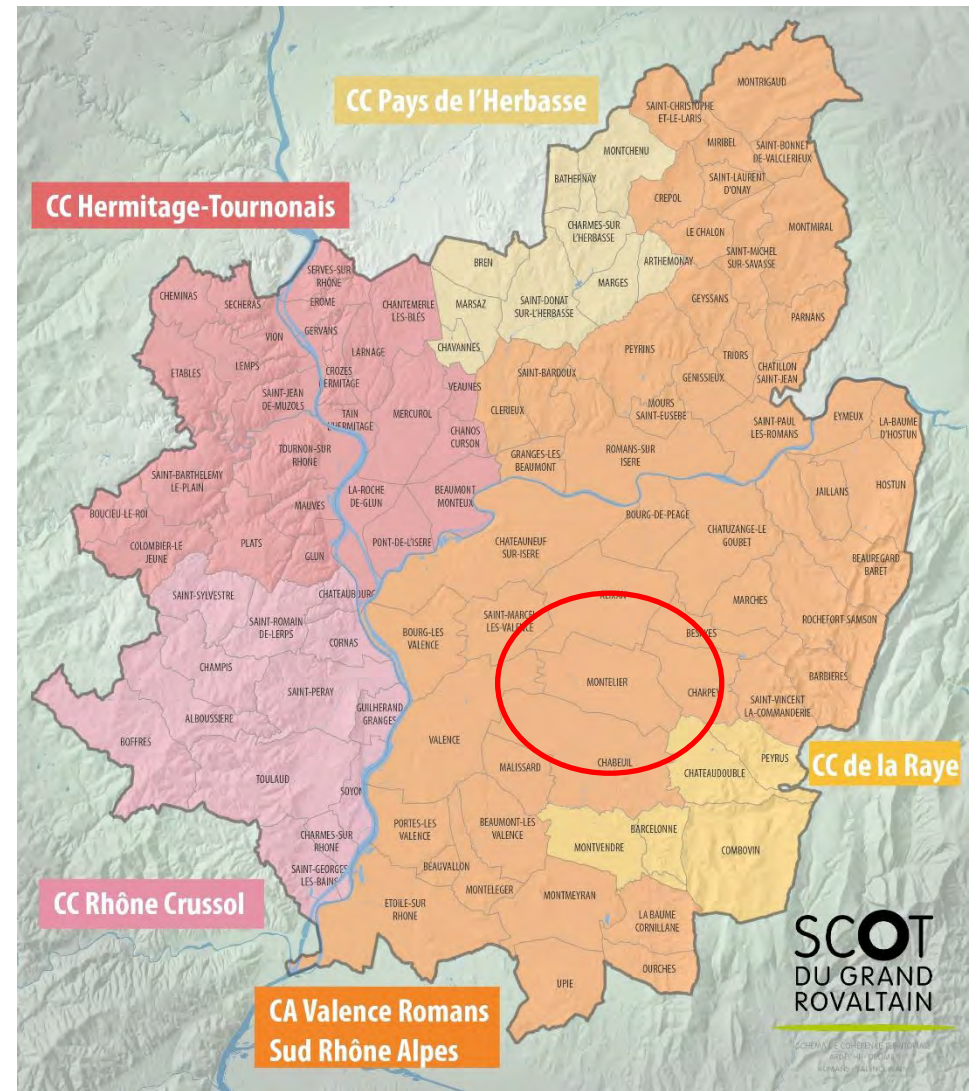 CC Pays de l'Herbasse
MONTRIGAUD
SAINT-CHRISTOPHE
ET-LE-LARIS
MIRIBEL
SAINT-BONNET
DE-VALCLERIEUX
MONTCHENU
BATHERNAY
SAINT-LAURENT
D'ONAY
CREPOL
CC Hermitage-Tournonais
CHARMES-SUR
L'HERBASSE
LE CHALON
MONTMIRAL
SAINT-MICHEL
SUR-SAVASSE
ARTHEMONAY
BREN
MARGES
SERVES-SUR
RHÔNE
CHEMINAS
SECHERAS
EROME
CHANTEMERLE
LES-BLÉS
MARSAZ
SAINT-DONAT
SUR-L'HERBASSE
GEYSSANS
PARNANS
VION
GERVANS
LARNAGE
CHAVANNES
PEYRINS
TRIORS
CHATILLON
SAINT-JEAN
ETABLES
LEMPS
CROZES
HERMITAGE
VEAUNES
SAINT-BARDOUX
GENISSIEUX
SAINT-JEAN
DE-MUZOLS
TAIN
L'HERMITAGE
MERCUROL
CLERIEUX
MOURS
SAINT-EUSEBE
SAINT-PAUL
LES-ROMANS
EYMEUX
LA-BAUME
D'HOSTUN
CHANOS
CURSON
TOURNON-SUR
RHÔNE
GRANGES-LES
BEAUMONT
ROMANS-SUR
ISERE
SAINT-BARTHELEMY
LE-PLAIN
LA-ROCHE
DE-GLUN
BEAUMONT
MONTEUX
JAILLANS
HOSTUN
BOUCIEU-LE-ROI
MAUVES
BOURG-DE-PEAGE
CHATUZANGE-LE
GOUBET
COLOMBIER-LE
JEUNE
PLATS
GLUN
PONT-DE-L'ISERE
CHATEAUNEUF
SUR-ISERE
BEAUREGARD
BARET
SAINT-SYLVESTRE
CHATEAUBOURG
MARCHES
SAINT-ROMAIN
DE-LERPS
SAINT-MARCEL
LES-VALENCE
ROCHEFORT-SAMSON
CORNAS
BOURG-LES
VALENCE
BESAYES
CHAMPIS
SAINT-PERAY
MONTELIER
CHARPEY
BARBIERES
SAINT-VINCENT
LA-COMMANDERIE
ALBOUSSIERE
GUILHERAND
GRANGES
BOFFRES
VALENCE
MALISSARD
CHABEUIL
PEYRUS
CHATEAUDOUBLE
CC de la Raye
TOULAUD
SOYON
CHARMES-SUR
RHÔNE
PORTES-LES
VALENCE
BEAUMONT-LES
VALENCE
BARCELONNE
MONTVENDRE
COMBOVIN
SAINT-GEORGES
LES-BAINS
BEAUVALLON
CC Rhône Crussol
MONTELEGER
MONTMEYRAN
ETOILE-SUR
RHÔNE
LA BAUME
CORNILLANE
OURCHES
UPIE
CA Valence Romans
Sud Rhône Alpes
SCOT
DU GRAND
ROVALTAIN